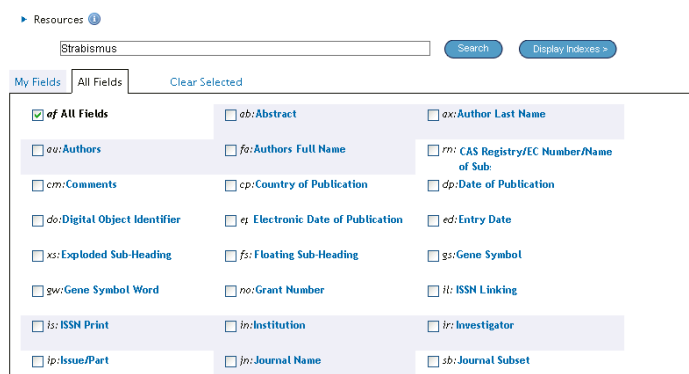 Resources
Strabismus
Search
Display Indexes >
My Fields
All Fields
Clear Selected
af All Fields
ab:Abstract
ax:Author Last Name
au:Authors
fa:Authors Full Name
rn: CAS Registry/EC Number/Name
of Sub:
cm:Comments
cp:Country of Publication
dp:Date of Publication
do:Digital Object Identifier
ep Electronic Date of Publication
ed:Entry Date
xs:Exploded Sub-Heading
fs:Floating Sub-Heading
gs:Gene Symbol
gw:Gene Symbol Word
no:Grant Number
il: ISSN Linking
is: ISSN Print
in:Institution
ir: Investigator
ip:Issue/Part
jn:Journal Name
sb:Journal Subset